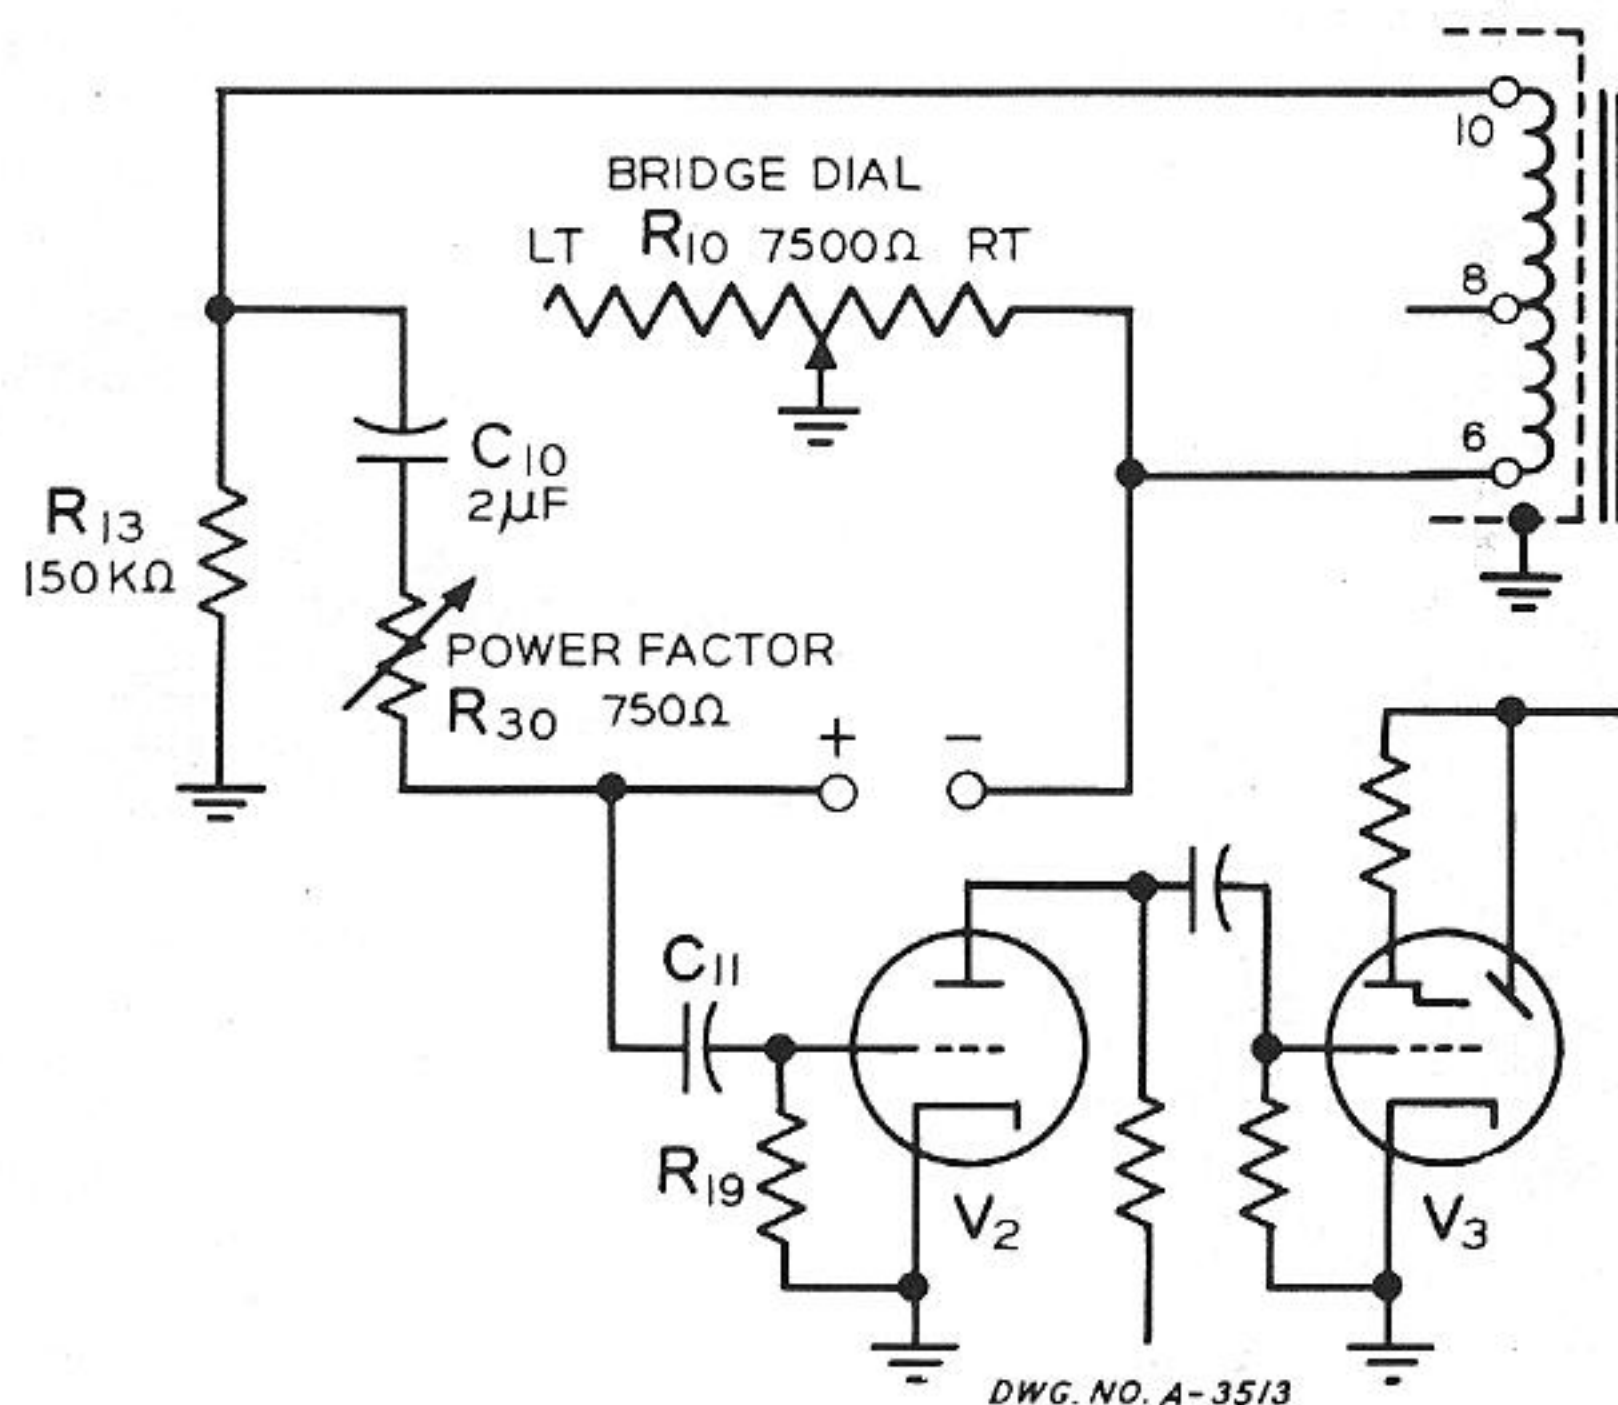 10
BRIDGE DIAL
LT R10 7500Ω RT
8
6
C10
2µF
R13
150KΩ
POWER FACTOR
R30 750Ω
+ −
C11
R19
V2
V3
DWG. NO. A-3513